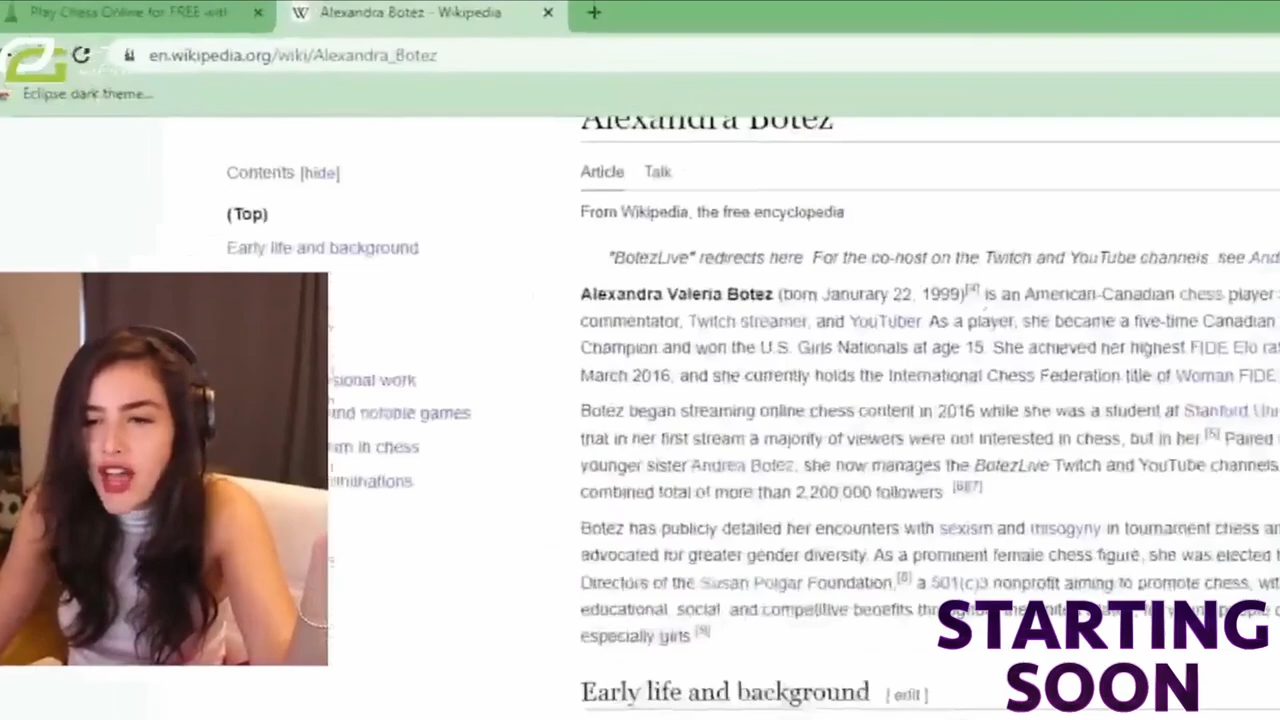 Play Chess Online for FREE with
Alexandra Botez - Wikipedia
en.wikipedia.org/wiki/Alexandra_Botez
Eclipse dark theme...
Alexandra Botez
Contents [hide]
(Top)
Early life and background
sional work
and notable games
sm in chess
Article Talk
From Wikipedia, the free encyclopedia
"BotezLive" redirects here. For the co-host on the Twitch and YouTube channels, see And
Alexandra Valeria Botez (born Janurary 22, 1999)[4] is an American-Canadian chess player
commentator, Twitch streamer, and YouTuber. As a player, she became a five-time Canadian
Champion and won the U.S. Girls Nationals at age 15. She achieved her highest FIDE Elo ra
March 2016, and she currently holds the International Chess Federation title of Woman FIDE
Botez began streaming online chess content in 2016 while she was a student at Stanford Un
that in her first stream a majority of viewers were not interested in chess, but in her.[5] Paired
younger sister Andrea Botez, she now manages the BotezLive Twitch and YouTube channels
combined total of more than 2,200,000 followers. [6][7]
Botez has publicly detailed her encounters with sexism and misogyny in tournament chess a
advocated for greater gender diversity. As a prominent female chess figure, she was elected
Directors of the Susan Polgar Foundation,[8] a 501(c)3 nonprofit aiming to promote chess, wit
educational, social, and competitive benefits
especially girls.[9]
Early life and background [edit]
STARTING
SOON